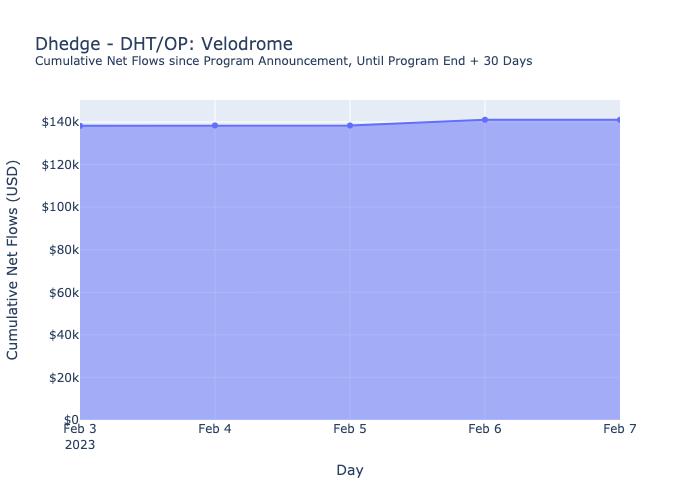 Dhedge - DHT/OP: Velodrome
Cumulative Net Flows since Program Announcement, Until Program End + 30 Days
Cumulative Net Flows (USD)
$140k
$120k
$100k
$80k
$60k
$40k
$20k
$0
Feb 3
2023
Feb 4
Feb 5
Feb 6
Feb 7
Day